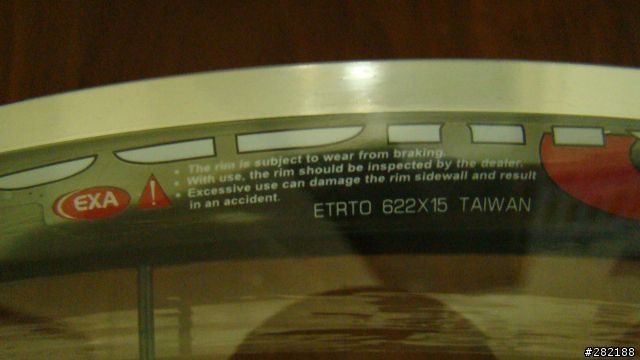 • The rim is subject to wear from braking.
• With use, the rim should be inspected by the dealer.
• Excessive use can damage the rim sidewall and result
in an accident.
EXA
!
ETRTO 622X15 TAIWAN
#282188